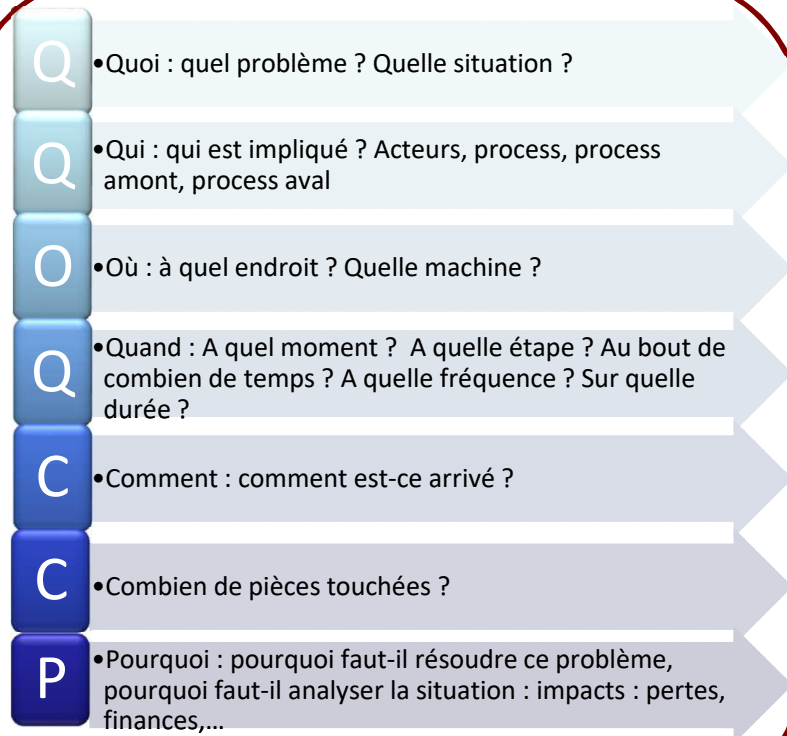 Q
•Quoi : quel problème ? Quelle situation ?
Q
•Qui : qui est impliqué ? Acteurs, process, process
amont, process aval
O
•Où : à quel endroit ? Quelle machine ?
Q
•Quand : A quel moment ?  A quelle étape ? Au bout de
combien de temps ? A quelle fréquence ? Sur quelle
durée ?
C
•Comment : comment est-ce arrivé ?
C
•Combien de pièces touchées ?
P
•Pourquoi : pourquoi faut-il résoudre ce problème,
pourquoi faut-il analyser la situation : impacts : pertes,
finances,...